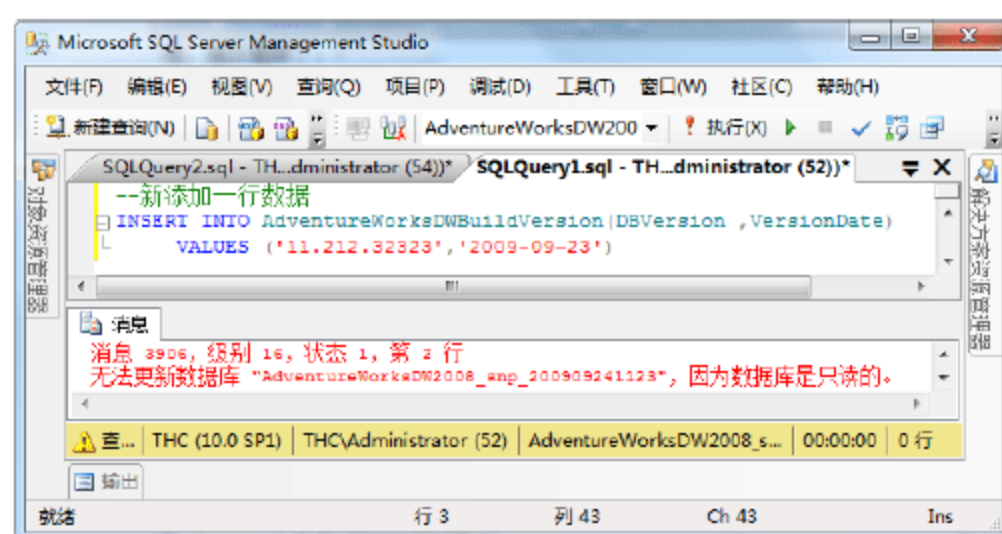 Microsoft SQL Server Management Studio
文件(F) 编辑(E) 视图(V) 查询(Q) 项目(P) 调试(D) 工具(T) 窗口(W) 社区(C) 帮助(H)
新建查询(N) AdventureWorksDW200 执行(X)
SQLQuery2.sql - TH...dministrator (54))* SQLQuery1.sql - TH...dministrator (52))*
对象资源管理器
--新添加一行数据
INSERT INTO AdventureWorksDWBuildVersion(DBVersion ,VersionDate)
VALUES ('11.212.32323','2009-09-23')
解决方案资源管理器
消息
消息 3906，级别 16，状态 1，第 2 行
无法更新数据库 "AdventureWorksDW2008_snp_200909241123"，因为数据库是只读的。
查... THC (10.0 SP1) THC\Administrator (52) AdventureWorksDW2008_s... 00:00:00 0 行
输出
就绪 行 3 列 43 Ch 43 Ins